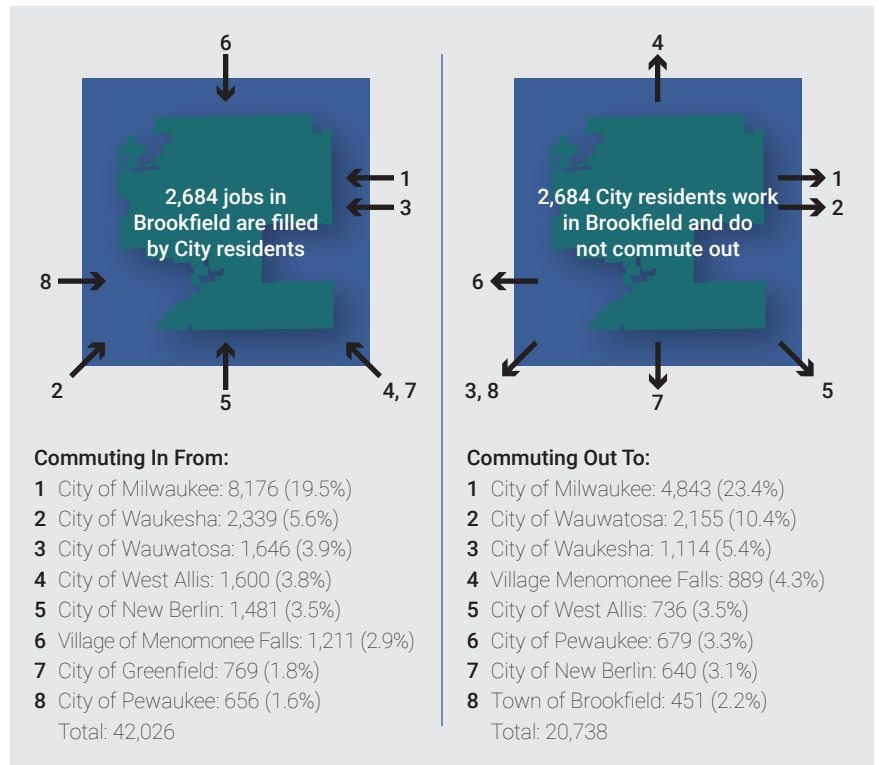 6
1
3
8
2
5
4, 7
2,684 jobs in
Brookfield are filled
by City residents
Commuting In From:
1 City of Milwaukee: 8,176 (19.5%)
2 City of Waukesha: 2,339 (5.6%)
3 City of Wauwatosa: 1,646 (3.9%)
4 City of West Allis: 1,600 (3.8%)
5 City of New Berlin: 1,481 (3.5%)
6 Village of Menomonee Falls: 1,211 (2.9%)
7 City of Greenfield: 769 (1.8%)
8 City of Pewaukee: 656 (1.6%)
Total: 42,026
4
1
2
6
3, 8
7
5
2,684 City residents work
in Brookfield and do
not commute out
Commuting Out To:
1 City of Milwaukee: 4,843 (23.4%)
2 City of Wauwatosa: 2,155 (10.4%)
3 City of Waukesha: 1,114 (5.4%)
4 Village Menomonee Falls: 889 (4.3%)
5 City of West Allis: 736 (3.5%)
6 City of Pewaukee: 679 (3.3%)
7 City of New Berlin: 640 (3.1%)
8 Town of Brookfield: 451 (2.2%)
Total: 20,738